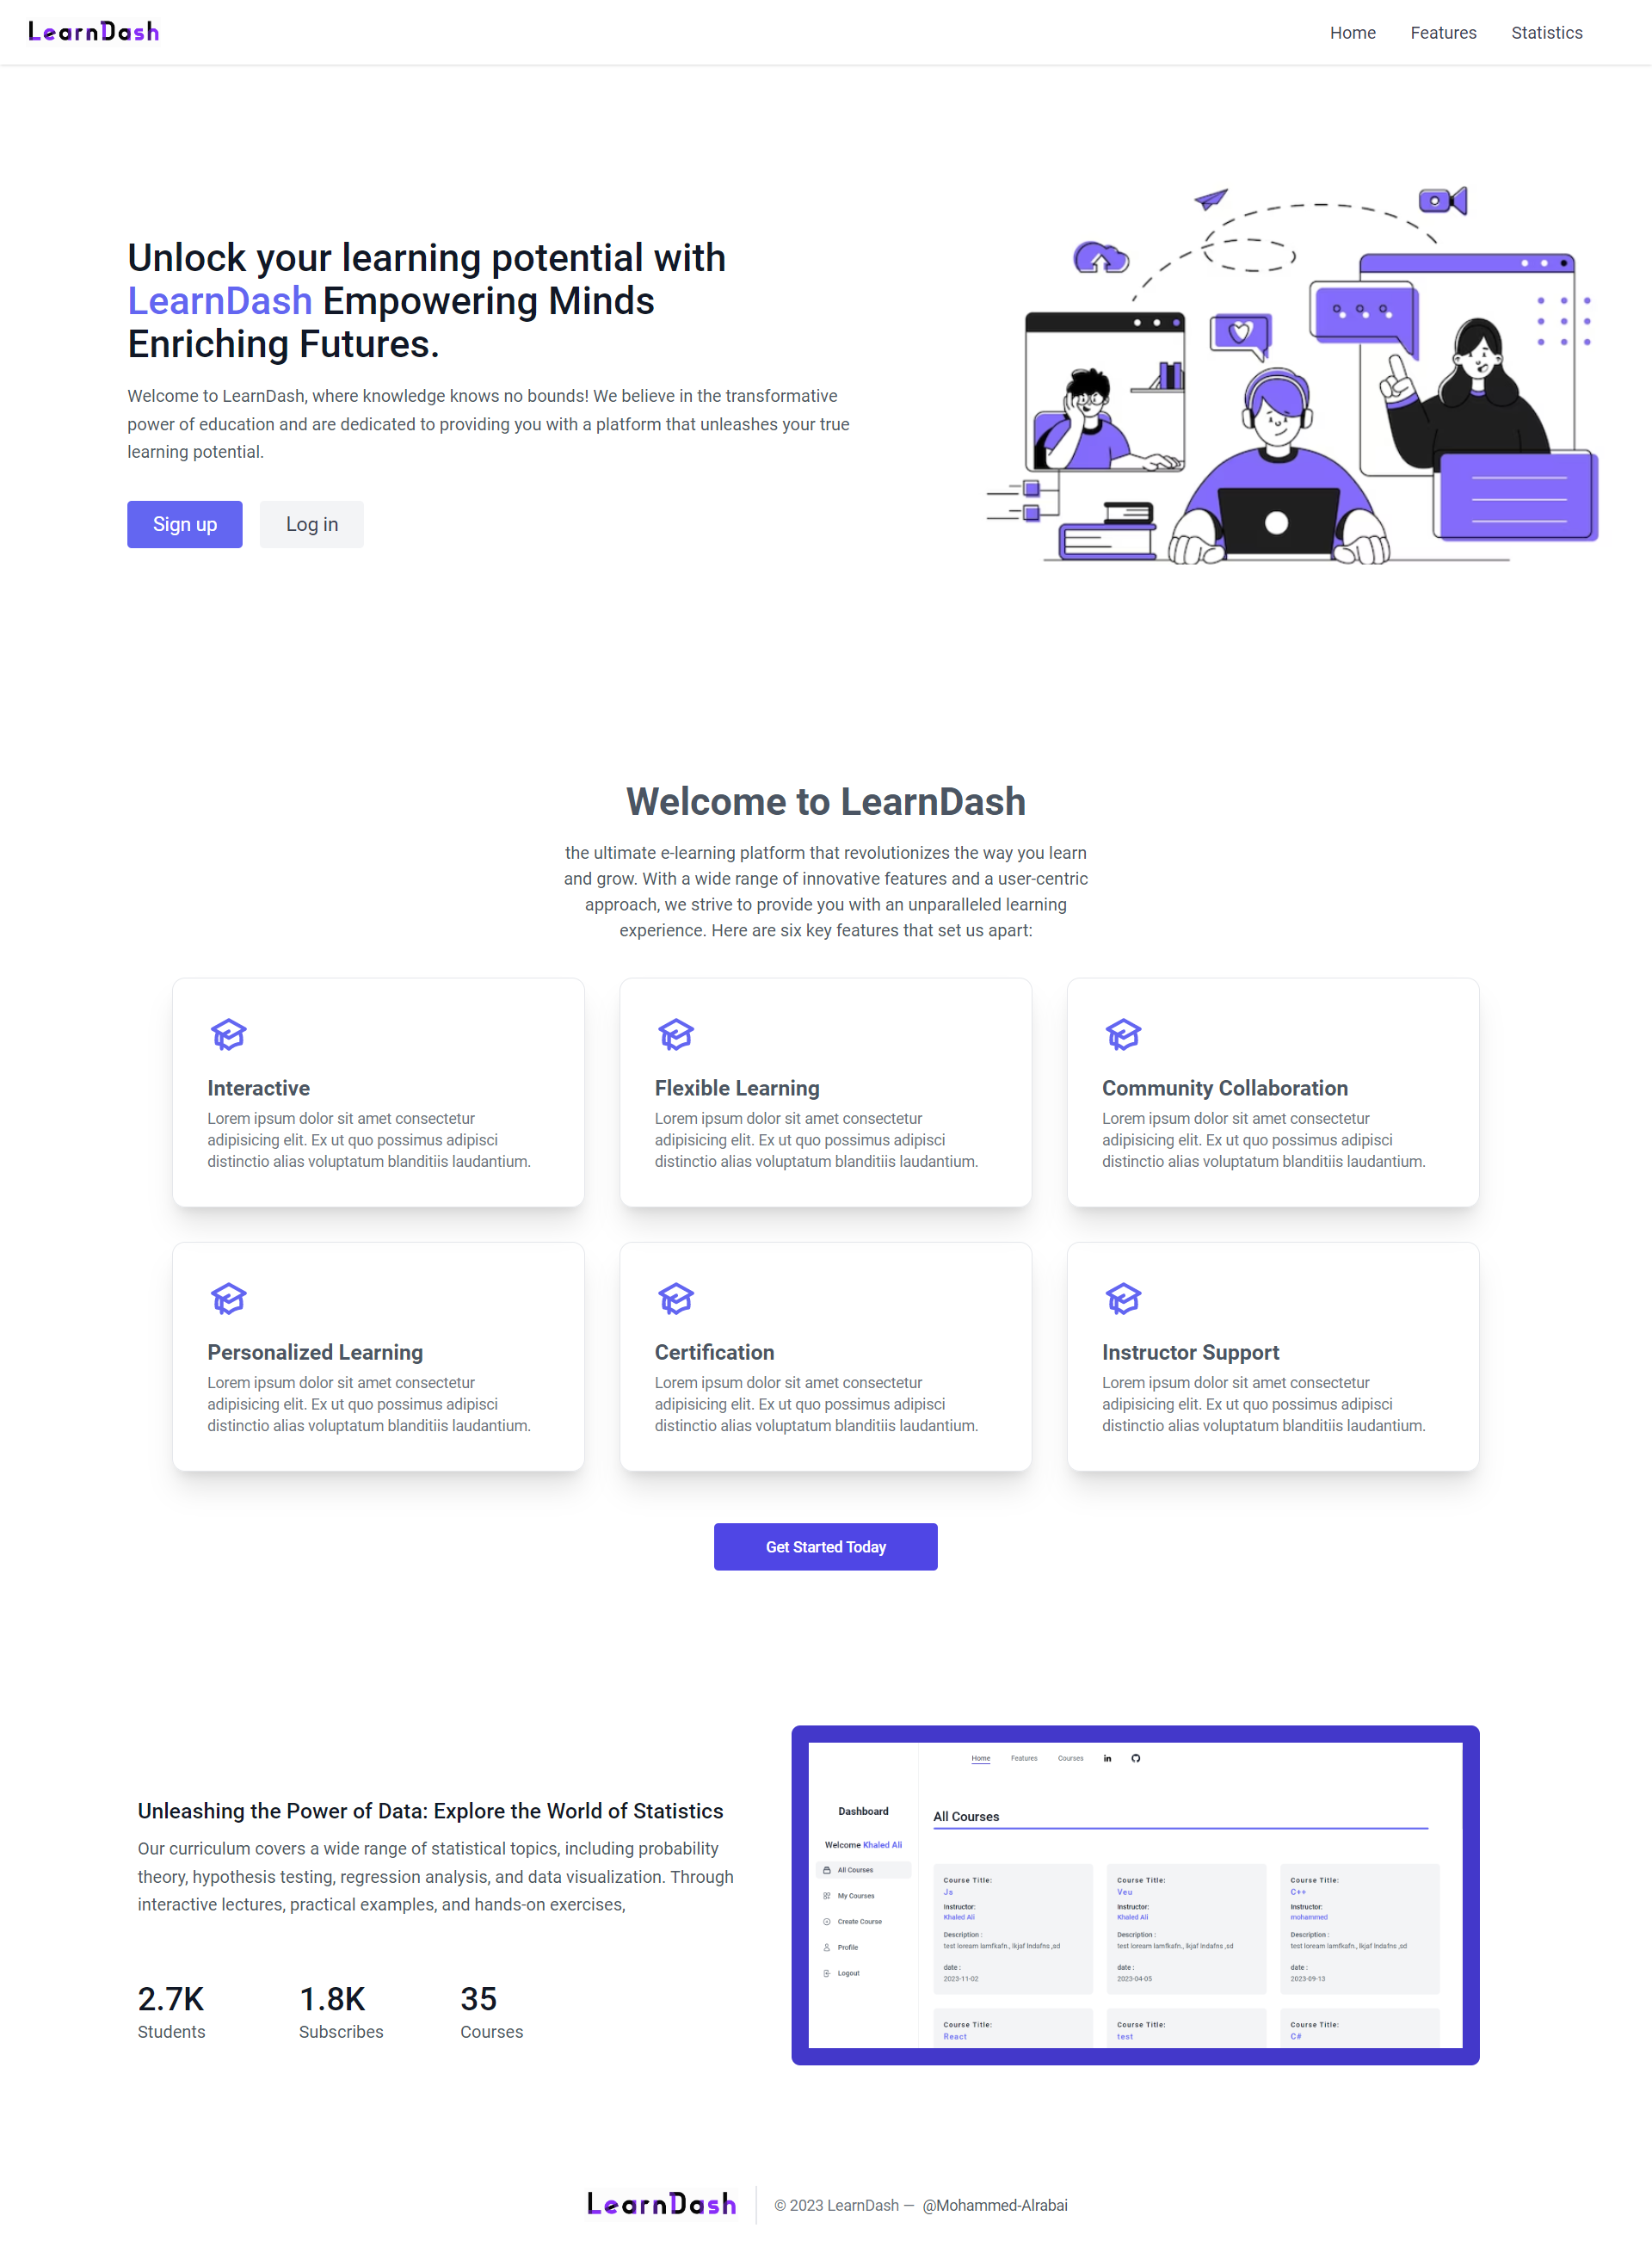 LearnDash
Home Features Statistics
Unlock your learning potential with
LearnDash Empowering Minds
Enriching Futures.
Welcome to LearnDash, where knowledge knows no bounds! We believe in the transformative
power of education and are dedicated to providing you with a platform that unleashes your true
learning potential.
Sign up Log in
Welcome to LearnDash
the ultimate e-learning platform that revolutionizes the way you learn
and grow. With a wide range of innovative features and a user-centric
approach, we strive to provide you with an unparalleled learning
experience. Here are six key features that set us apart:
Interactive
Lorem ipsum dolor sit amet consectetur
adipisicing elit. Ex ut quo possimus adipisci
distinctio alias voluptatum blanditiis laudantium.
Flexible Learning
Lorem ipsum dolor sit amet consectetur
adipisicing elit. Ex ut quo possimus adipisci
distinctio alias voluptatum blanditiis laudantium.
Community Collaboration
Lorem ipsum dolor sit amet consectetur
adipisicing elit. Ex ut quo possimus adipisci
distinctio alias voluptatum blanditiis laudantium.
Personalized Learning
Lorem ipsum dolor sit amet consectetur
adipisicing elit. Ex ut quo possimus adipisci
distinctio alias voluptatum blanditiis laudantium.
Certification
Lorem ipsum dolor sit amet consectetur
adipisicing elit. Ex ut quo possimus adipisci
distinctio alias voluptatum blanditiis laudantium.
Instructor Support
Lorem ipsum dolor sit amet consectetur
adipisicing elit. Ex ut quo possimus adipisci
distinctio alias voluptatum blanditiis laudantium.
Get Started Today
Unleashing the Power of Data: Explore the World of Statistics
Our curriculum covers a wide range of statistical topics, including probability
theory, hypothesis testing, regression analysis, and data visualization. Through
interactive lectures, practical examples, and hands-on exercises,
2.7K
Students
1.8K
Subscribes
35
Courses
Home Features Courses in
Dashboard
Welcome Khaled Ali
All Courses
My Courses
Create Course
Profile
Logout
All Courses
Course Title:
Js
Instructor:
Khaled Ali
Description :
test loream lamfkafn., lkjaf lndafns ,sd
date :
2023-11-02
Course Title:
Veu
Instructor:
Khaled Ali
Description :
test loream lamfkafn., lkjaf lndafns ,sd
date :
2023-04-05
Course Title:
C++
Instructor:
mohammed
Description :
test loream lamfkafn., lkjaf lndafns ,sd
date :
2023-09-13
Course Title:
React
Course Title:
test
Course Title:
C#
LearnDash
© 2023 LearnDash — @Mohammed-Alrabai